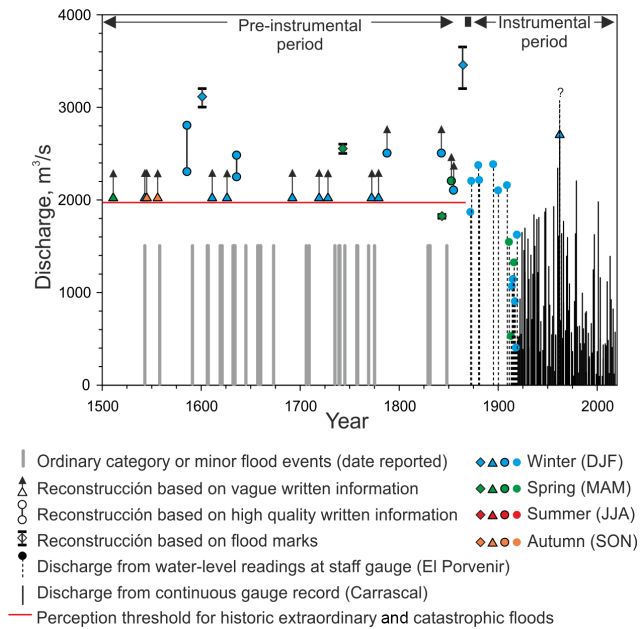 4000
3000
2000
1000
0
Discharge, m³/s
Pre-instrumental
period
Instrumental
period
?
1500
1600
1700
1800
1900
2000
Year
Ordinary category or minor flood events (date reported)
Reconstrucción based on vague written information
Reconstrucción based on high quality written information
Reconstrucción based on flood marks
Discharge from water-level readings at staff gauge (El Porvenir)
Discharge from continuous gauge record (Carrascal)
Perception threshold for historic extraordinary and catastrophic floods
Winter (DJF)
Spring (MAM)
Summer (JJA)
Autumn (SON)